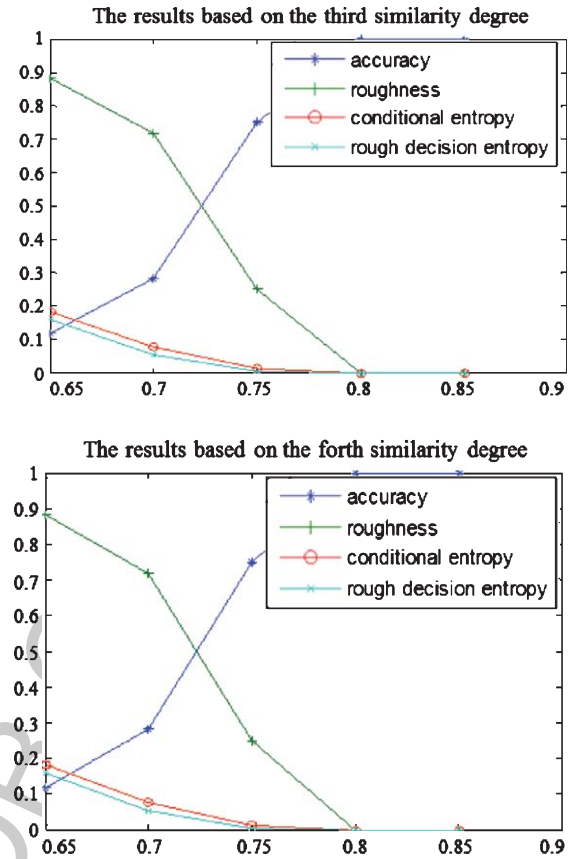 The results based on the third similarity degree
1
0.9
0.8
0.7
0.6
0.5
0.4
0.3
0.2
0.1
0
accuracy
roughness
conditional entropy
rough decision entropy
0.65 0.7 0.75 0.8 0.85 0.9
The results based on the forth similarity degree
1
0.9
0.8
0.7
0.6
0.5
0.4
0.3
0.2
0.1
0
accuracy
roughness
conditional entropy
rough decision entropy
0.65 0.7 0.75 0.8 0.85 0.9